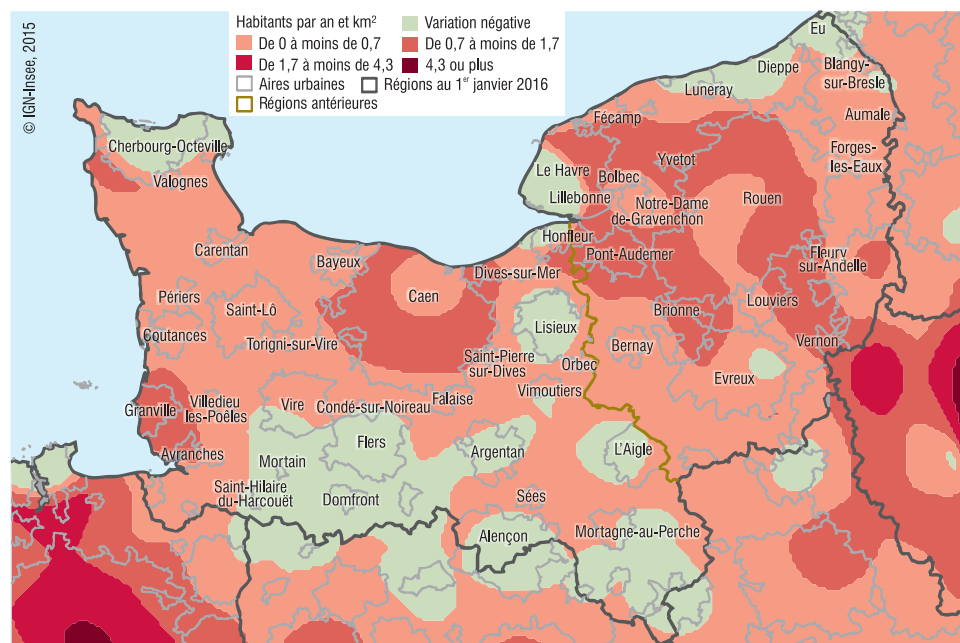 © IGN-Insee, 2015
Habitants par an et km²
Variation négative
De 0 à moins de 0,7
De 0,7 à moins de 1,7
De 1,7 à moins de 4,3
4,3 ou plus
Aires urbaines
Régions au 1er janvier 2016
Régions antérieures
Eu
Dieppe
Blangy-
sur-Bresle
Luneray
Aumale
Fécamp
Forges-
les-Eaux
Cherbourg-Octeville
Yvetot
Le Havre
Bolbec
Valognes
Lillebonne
Rouen
Notre-Dame
de-Gravenchon
Honfleur
Carentan
Pont-Audemer
Fleury
sur-Andelle
Bayeux
Dives-sur-Mer
Périers
Caen
Saint-Lô
Louviers
Brionne
Coutances
Lisieux
Torigni-sur-Vire
Bernay
Vernon
Saint-Pierre
sur-Dives
Orbec
Evreux
Vimoutiers
Granville
Villedieu
les-Poêles
Vire
Condé-sur-Noireau
Falaise
Flers
Avranches
Mortain
Argentan
L'Aigle
Saint-Hilaire
du-Harcouët
Domfront
Sées
Alençon
Mortagne-au-Perche